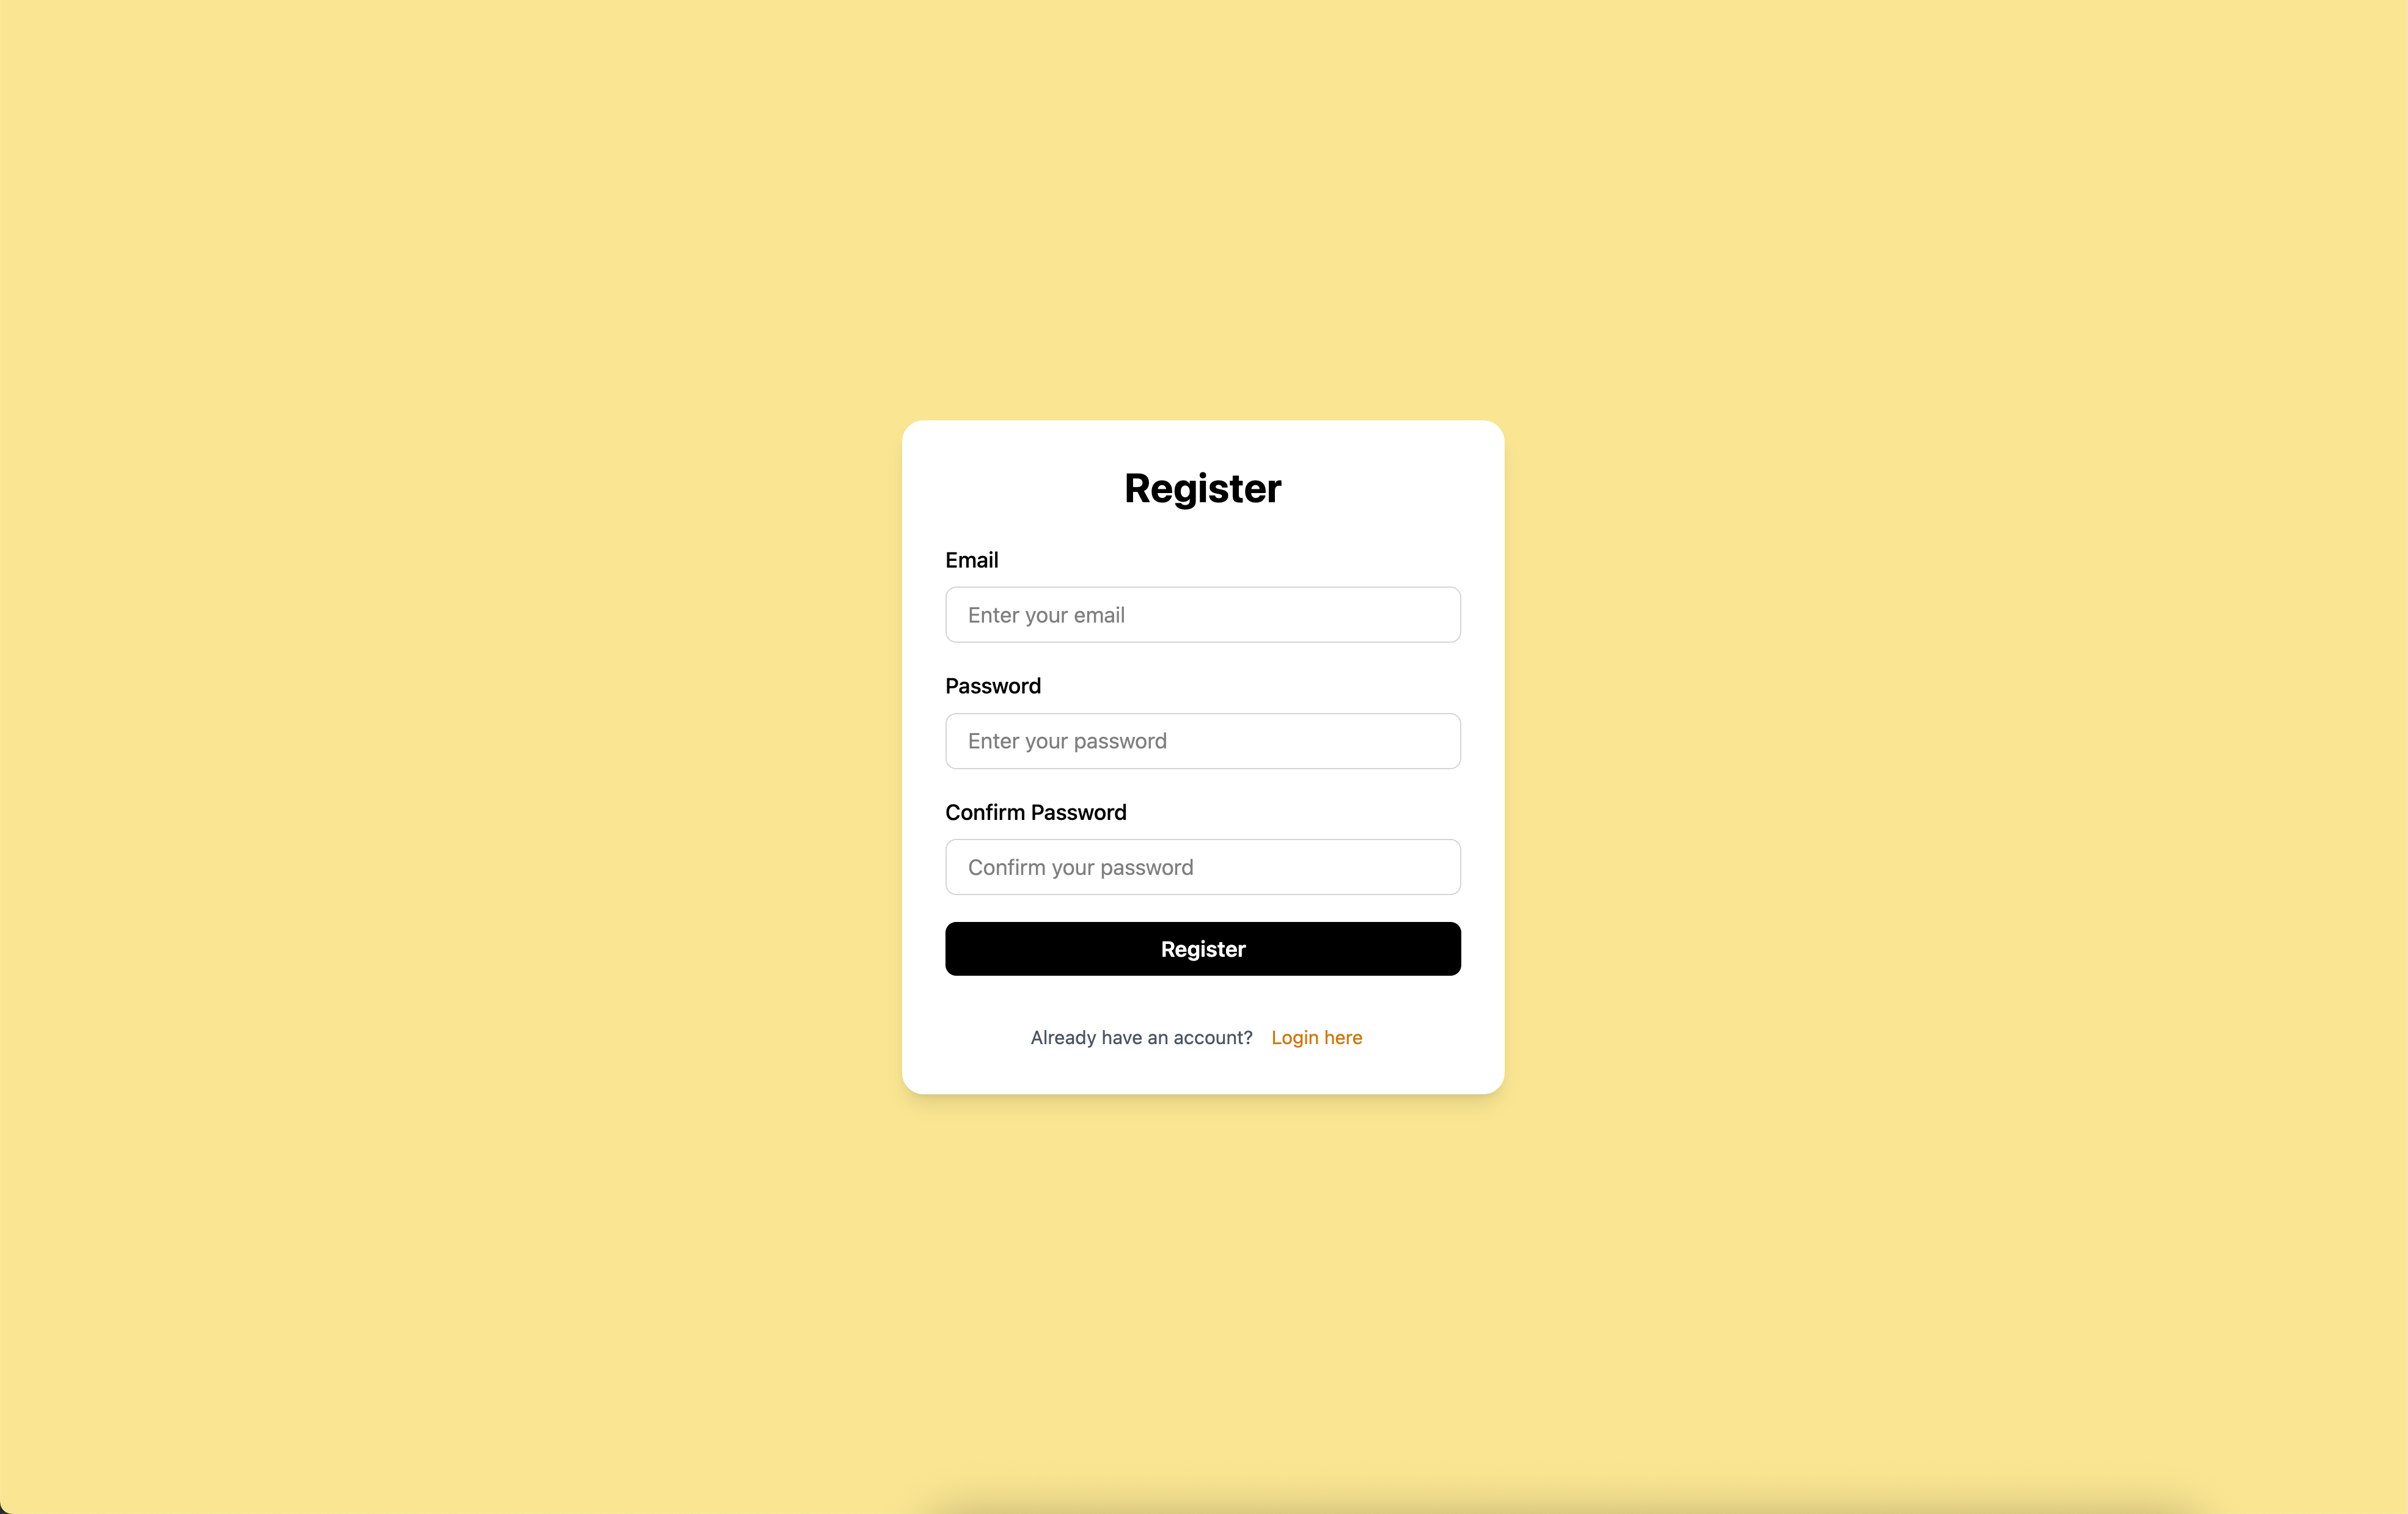 Register
Email
Enter your email
Password
Enter your password
Confirm Password
Confirm your password
Register
Already have an account? Login here